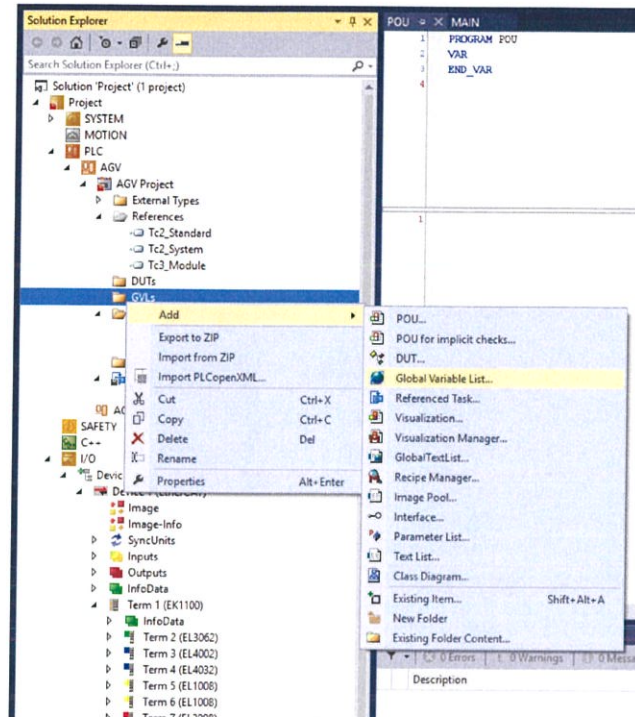 Solution Explorer
Search Solution Explorer (Ctrl+;)
Solution 'Project' (1 project)
Project
SYSTEM
MOTION
PLC
AGV
AGV Project
External Types
References
Tc2_Standard
Tc2_System
Tc3_Module
DUTs
GVLs
SAFETY
C++
I/O
Image
Image-Info
SyncUnits
Inputs
Outputs
InfoData
Term 1 (EK1100)
InfoData
Term 2 (EL3062)
Term 3 (EL4002)
Term 4 (EL4032)
Term 5 (EL1008)
Term 6 (EL1008)
Add
Export to ZIP
Import from ZIP
Import PLCopenXML...
Cut Ctrl+X
Copy Ctrl+C
Delete Del
Rename
Properties Alt+Enter
POU...
POU for implicit checks...
DUT...
Global Variable List...
Referenced Task...
Visualization...
Visualization Manager...
GlobalTextList...
Recipe Manager...
Image Pool...
Interface...
Parameter List...
Text List...
Class Diagram...
Existing Item... Shift+Alt+A
New Folder
Existing Folder Content...
POU MAIN
1 PROGRAM POU
2 VAR
3 END_VAR
4
1
0 Errors 0 Warnings
Description